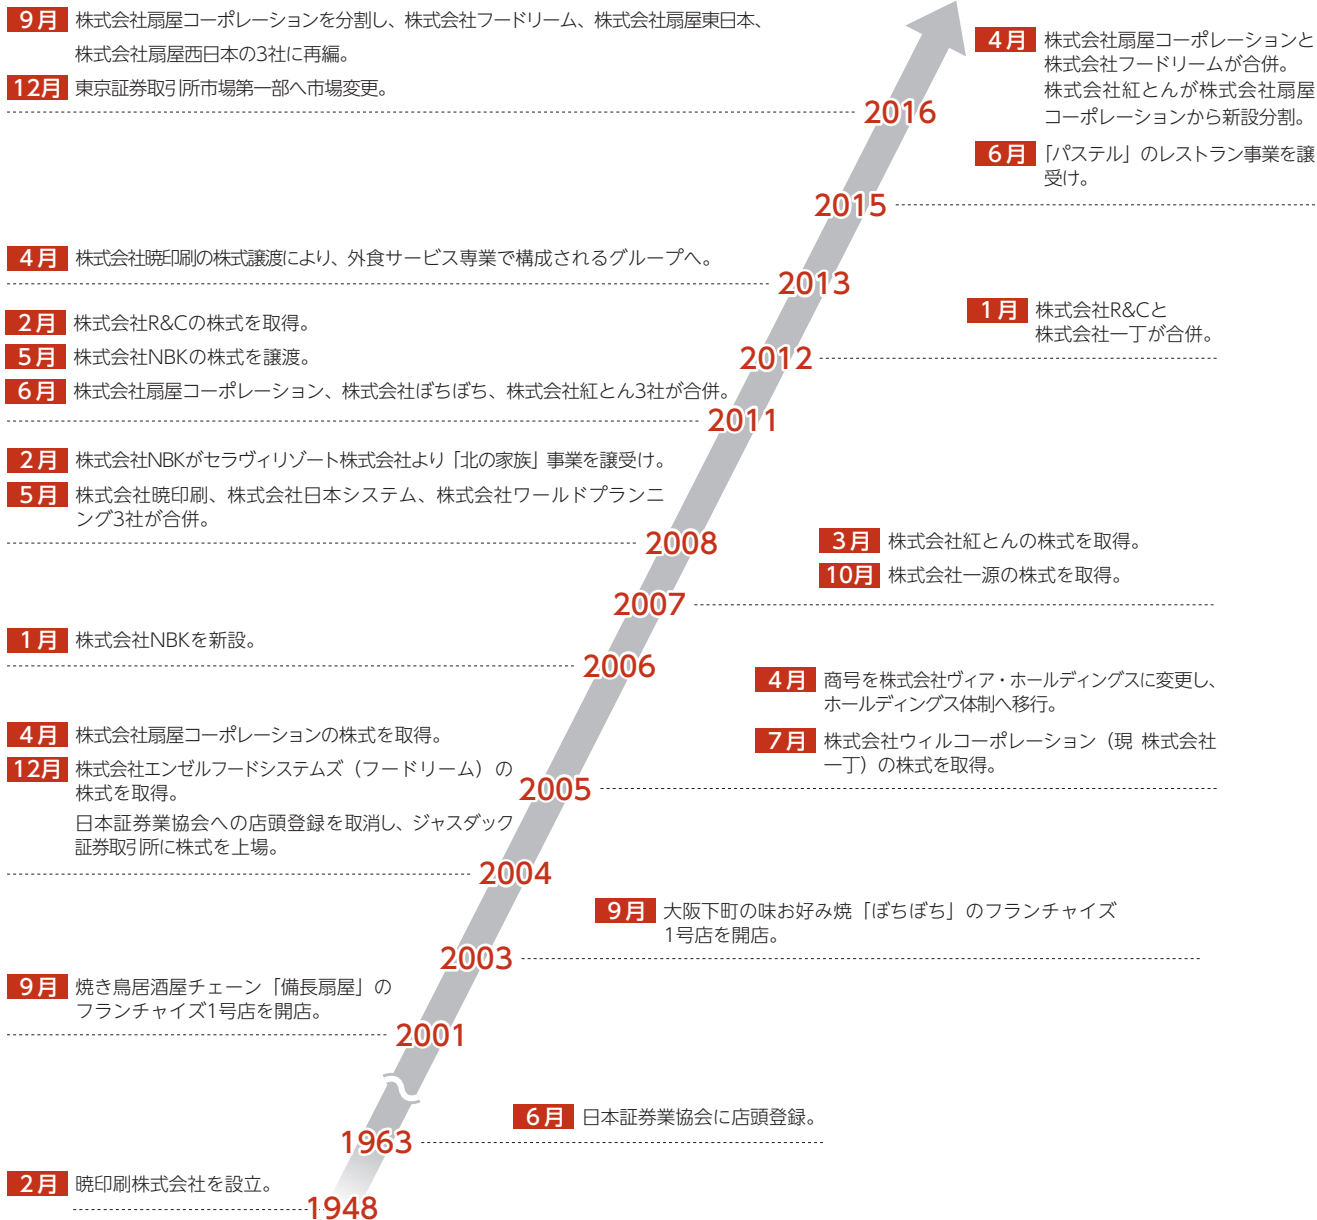 9月 株式会社扇屋コーポレーションを分割し、株式会社フードリーム、株式会社扇屋東日本、
株式会社扇屋西日本の3社に再編。
12月 東京証券取引所市場第一部へ市場変更。
2016
4月 株式会社扇屋コーポレーションと
株式会社フードリームが合併。
株式会社紅とんが株式会社扇屋
コーポレーションから新設分割。
6月 「パステル」のレストラン事業を譲
受け。
2015
4月 株式会社暁印刷の株式譲渡により、外食サービス専業で構成されるグループへ。
2013
1月 株式会社R&Cと
株式会社一丁が合併。
2012
2月 株式会社R&Cの株式を取得。
5月 株式会社NBKの株式を譲渡。
6月 株式会社扇屋コーポレーション、株式会社ぼちぼち、株式会社紅とん3社が合併。
2011
2月 株式会社NBKがセラヴィリゾート株式会社より「北の家族」事業を譲受け。
5月 株式会社暁印刷、株式会社日本システム、株式会社ワールドプランニ
ング3社が合併。
2008
3月 株式会社紅とんの株式を取得。
10月 株式会社一源の株式を取得。
2007
1月 株式会社NBKを新設。
2006
4月 商号を株式会社ヴィア・ホールディングスに変更し、
ホールディングス体制へ移行。
7月 株式会社ウィルコーポレーション（現 株式会社
一丁）の株式を取得。
2005
4月 株式会社扇屋コーポレーションの株式を取得。
12月 株式会社エンゼルフードシステムズ（フードリーム）の
株式を取得。
日本証券業協会への店頭登録を取消し、ジャスダック
証券取引所に株式を上場。
2004
9月 大阪下町の味お好み焼「ぼちぼち」のフランチャイズ
1号店を開店。
2003
9月 焼き鳥居酒屋チェーン「備長扇屋」の
フランチャイズ1号店を開店。
2001
6月 日本証券業協会に店頭登録。
1963
2月 暁印刷株式会社を設立。
1948